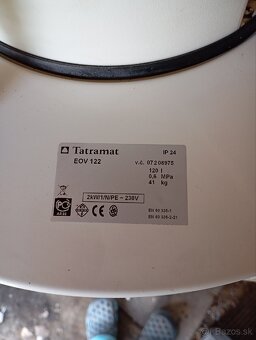 Tatramat IP 24
EOV 122 v.č. 07206975
120 l
0,6 MPa
41 kg
2kW/1/N/PE ~ 230V
EN 60 335-1
EN 60 335-2-21
bazos.sk